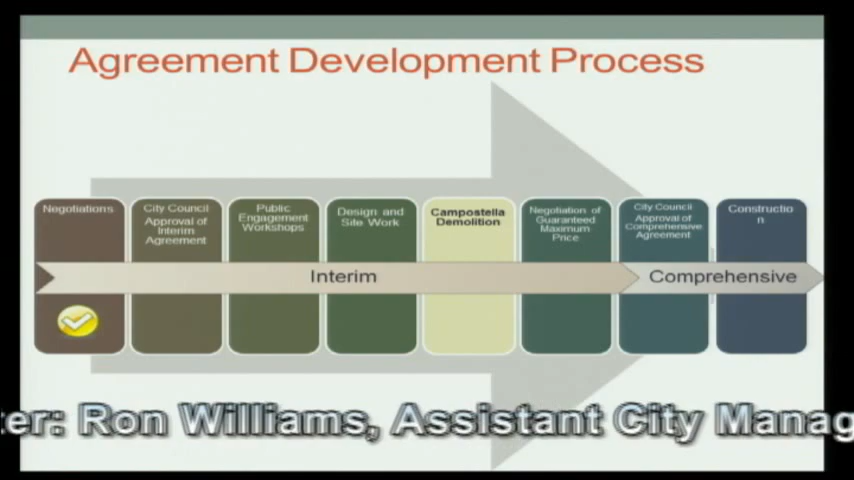 Agreement Development Process
Negotiations
City Council
Approval of
Interim
Agreement
Public
Engagement
Workshops
Design and
Site Work
Campostella
Demolition
Negotiation of
Guaranteed
Maximum
Price
City Council
Approval of
Comprehensive
Agreement
Constructio
n
Interim
Comprehensive
ter: Ron Williams, Assistant City Manag